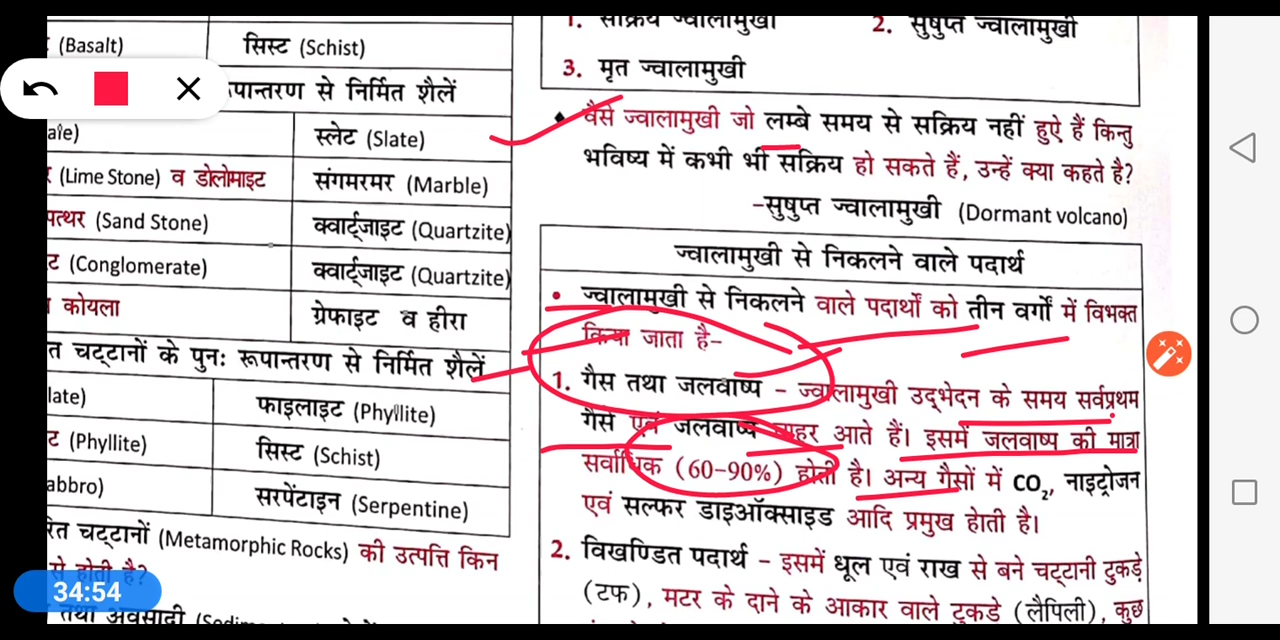 (Basalt) सिस्ट (Schist)
रूपान्तरण से निर्मित शैलें
स्लेट (Slate)
(Lime Stone) व डोलोमाइट संगमरमर (Marble)
पत्थर (Sand Stone) क्वार्ट्जाइट (Quartzite)
(Conglomerate) क्वार्ट्जाइट (Quartzite)
कोयला ग्रेफाइट व हीरा
त चट्टानों के पुनः रूपान्तरण से निर्मित शैलें
late) फाइलाइट (Phyllite)
ट (Phyllite) सिस्ट (Schist)
abbro) सरपेंटाइन (Serpentine)
रित चट्टानों (Metamorphic Rocks) की उत्पत्ति किन
से होती है?
34:54
तथा अवसादी
1. सक्रिय ज्वालामुखी 2. सुषुप्त ज्वालामुखी
3. मृत ज्वालामुखी
वैसे ज्वालामुखी जो लम्बे समय से सक्रिय नहीं हुऐ हैं किन्तु
भविष्य में कभी भी सक्रिय हो सकते हैं, उन्हें क्या कहते है?
-सुषुप्त ज्वालामुखी (Dormant volcano)
ज्वालामुखी से निकलने वाले पदार्थ
• ज्वालामुखी से निकलने वाले पदार्थों को तीन वर्गों में विभक्त
किया जाता है-
1. गैस तथा जलवाष्प - ज्वालामुखी उद्भेदन के समय सर्वप्रथम
गैसे एवं जलवाष्प बाहर आते हैं। इसमें जलवाष्प की मात्रा
सर्वाधिक (60-90%) होती है। अन्य गैसों में CO₂, नाइट्रोजन
एवं सल्फर डाइऑक्साइड आदि प्रमुख होती है।
2. विखण्डित पदार्थ - इसमें धूल एवं राख से बने चट्टानी टुकड़े
(टफ), मटर के दाने के आकार वाले टुकडे (लैपिली), कुछ